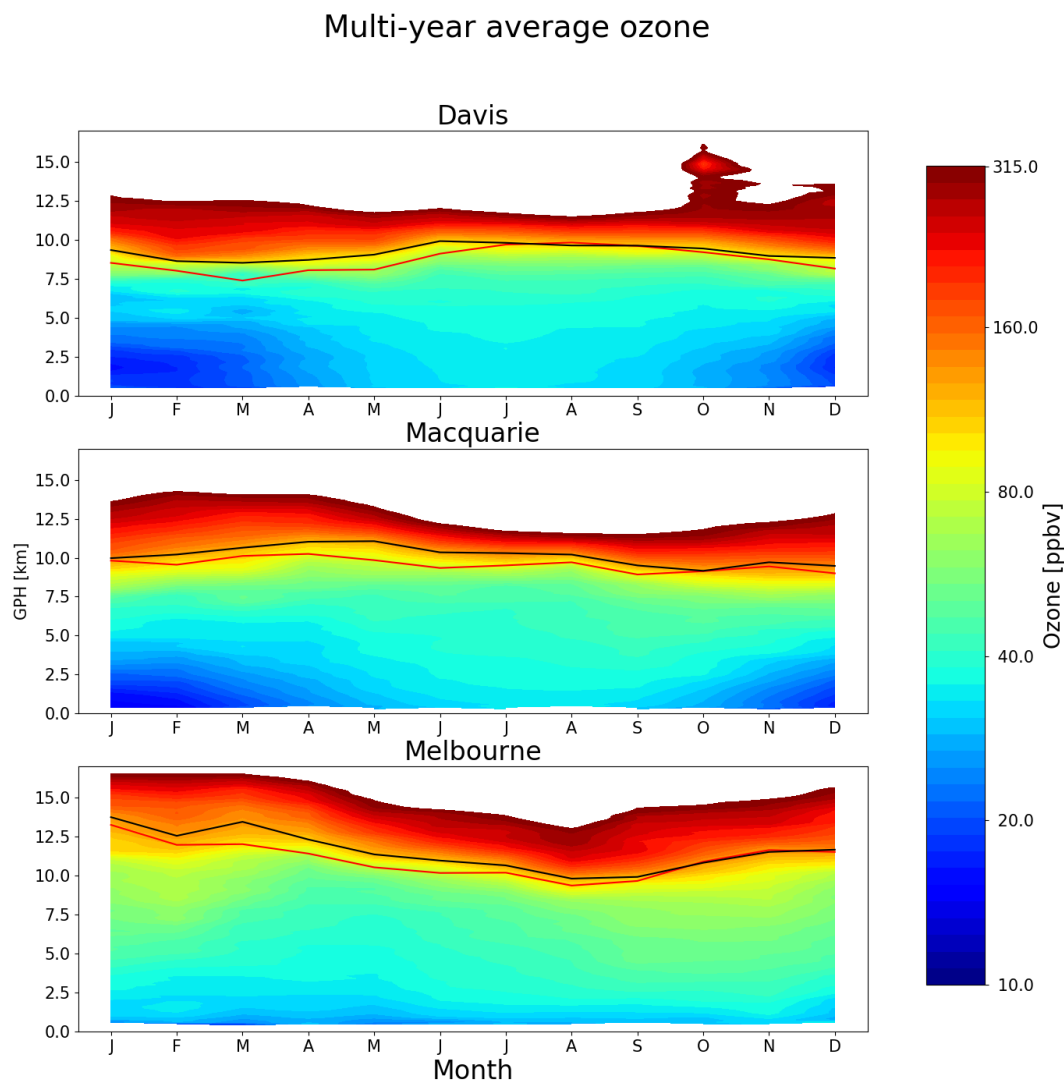 Multi-year average ozone
Davis
15.0
12.5
10.0
7.5
5.0
2.5
0.0
J F M A M J J A S O N D
Macquarie
GPH [km]
15.0
12.5
10.0
7.5
5.0
2.5
0.0
J F M A M J J A S O N D
Melbourne
15.0
12.5
10.0
7.5
5.0
2.5
0.0
J F M A M J J A S O N D
Month
315.0
160.0
80.0
40.0
20.0
10.0
Ozone [ppbv]